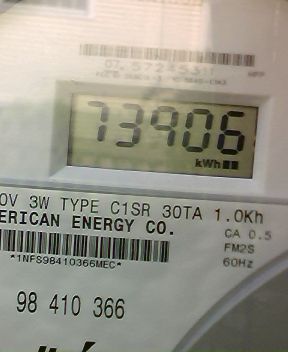 73906
kWh
0V 3W TYPE C1SR 30TA 1.0Kh
ERICAN ENERGY CO.
CA 0.5
FM2S
60Hz
*1NFS98410366MEC*
98 410 366